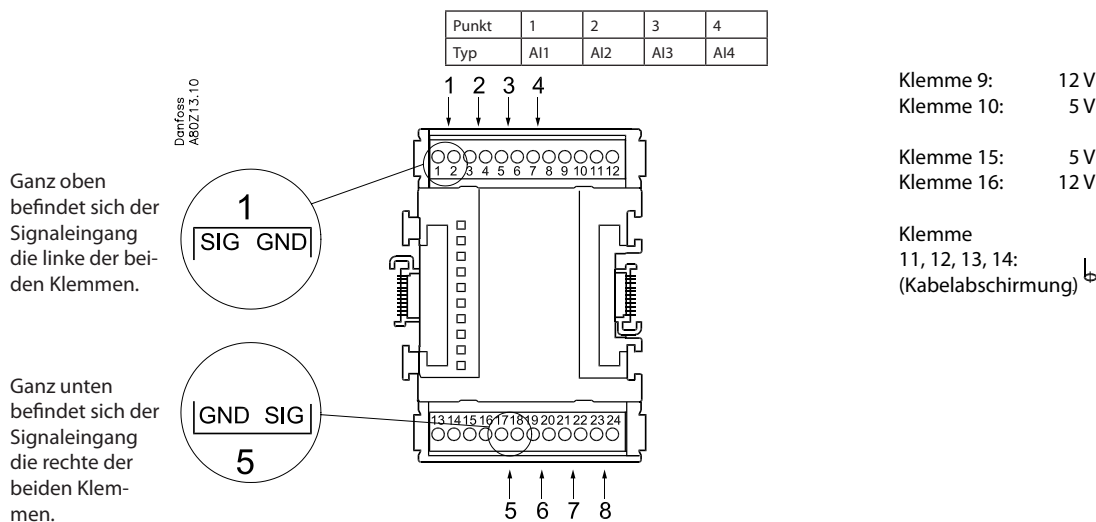 Punkt 1 2 3 4
Typ AI1 AI2 AI3 AI4
1 2 3 4
Danfoss
A80Z13.10
Klemme 9: 12 V
Klemme 10: 5 V
Klemme 15: 5 V
Klemme 16: 12 V
Klemme
11, 12, 13, 14:
(Kabelabschirmung)
1 2 3 4 5 6 7 8 9 10 11 12
Ganz oben
befindet sich der
Signaleingang
die linke der bei-
den Klemmen.
1
SIG GND
Ganz unten
befindet sich der
Signaleingang
die rechte der
beiden Klem-
men.
GND SIG
5
13 14 15 16 17 18 19 20 21 22 23 24
5 6 7 8